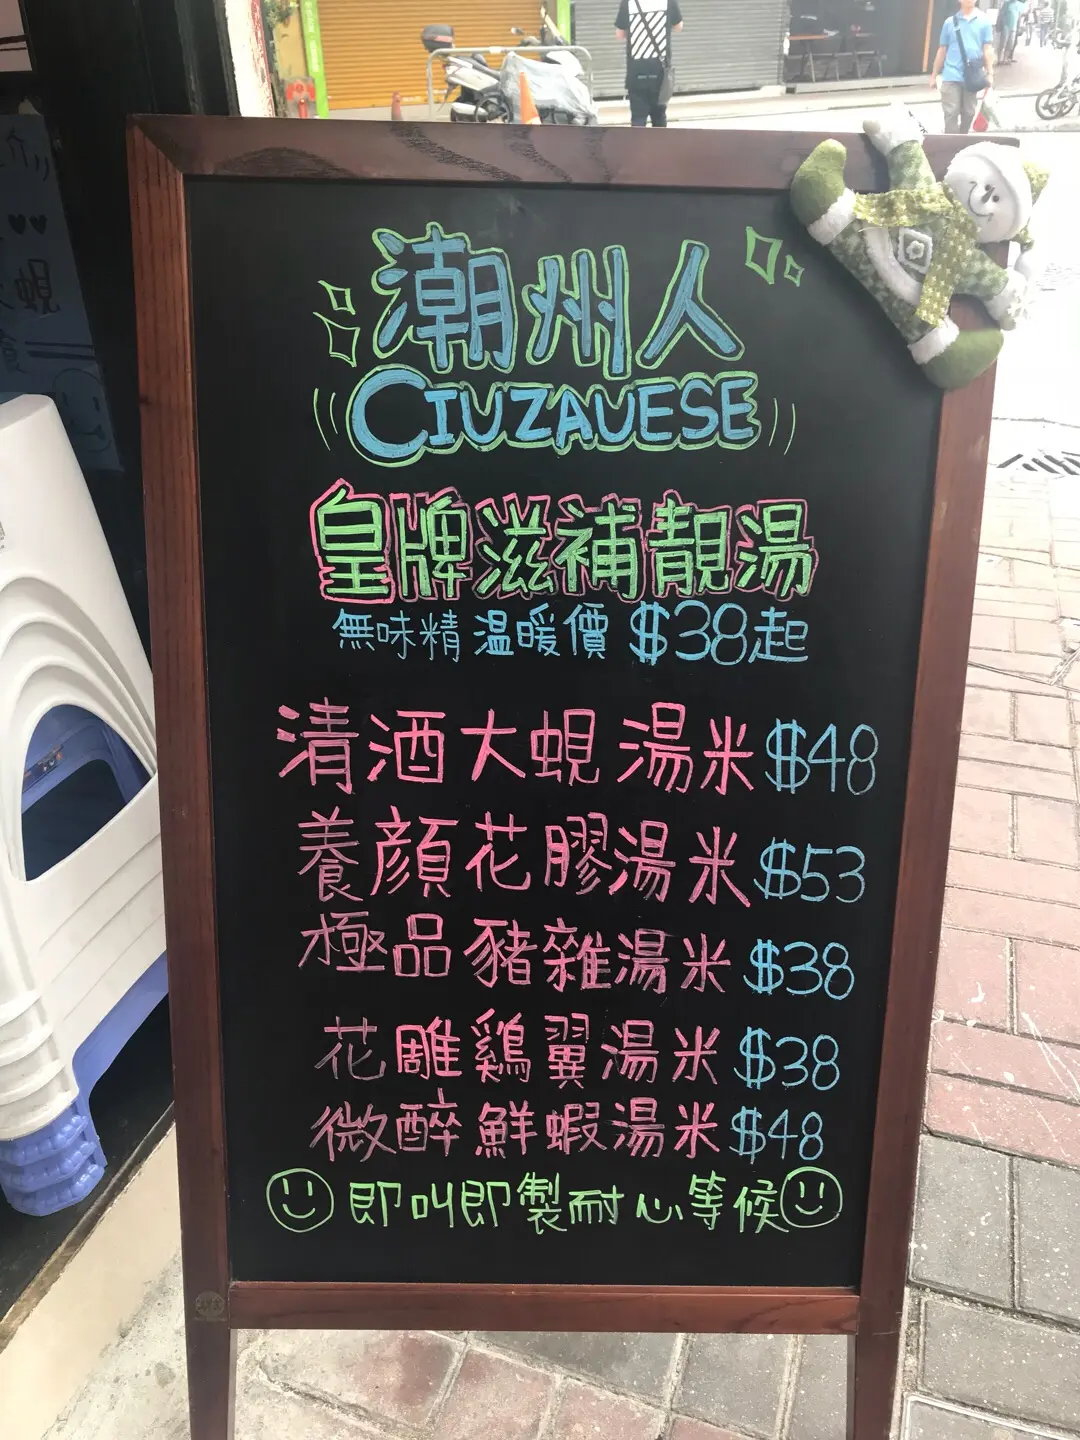 潮州人
CIUZAUESE
皇牌滋補靚湯
無味精 温暖價 $38起
清酒大蜆湯米$48
養顏花膠湯米$53
極品豬雜湯米$38
花雕鷄翼湯米$38
微醉鮮蝦湯米$48
即叫即製耐心等候